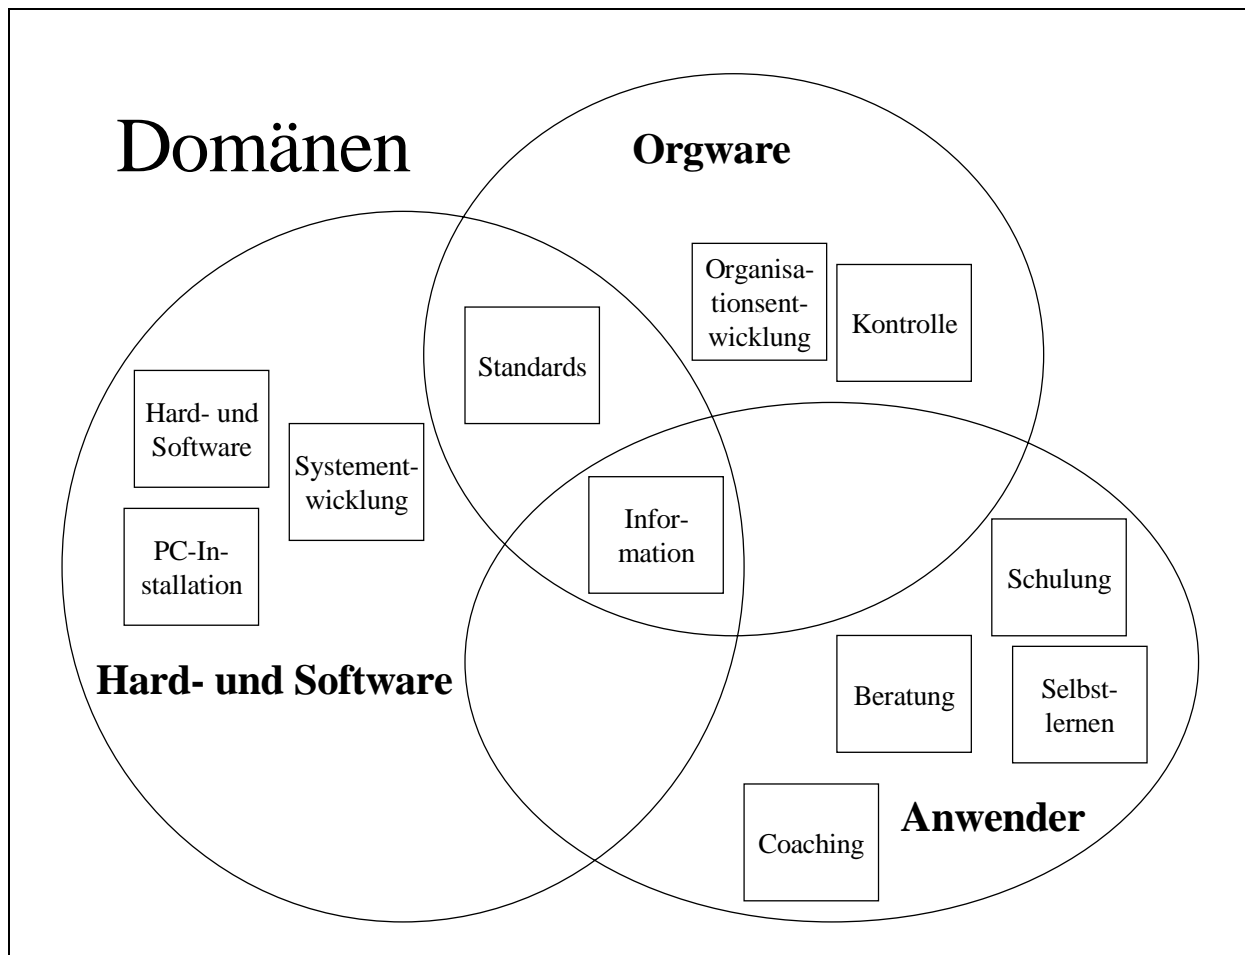 Domänen
Orgware
Organisa-
tionsent-
wicklung
Kontrolle
Standards
Hard- und
Software
Systement-
wicklung
PC-In-
stallation
Infor-
mation
Schulung
Hard- und Software
Beratung
Selbst-
lernen
Anwender
Coaching